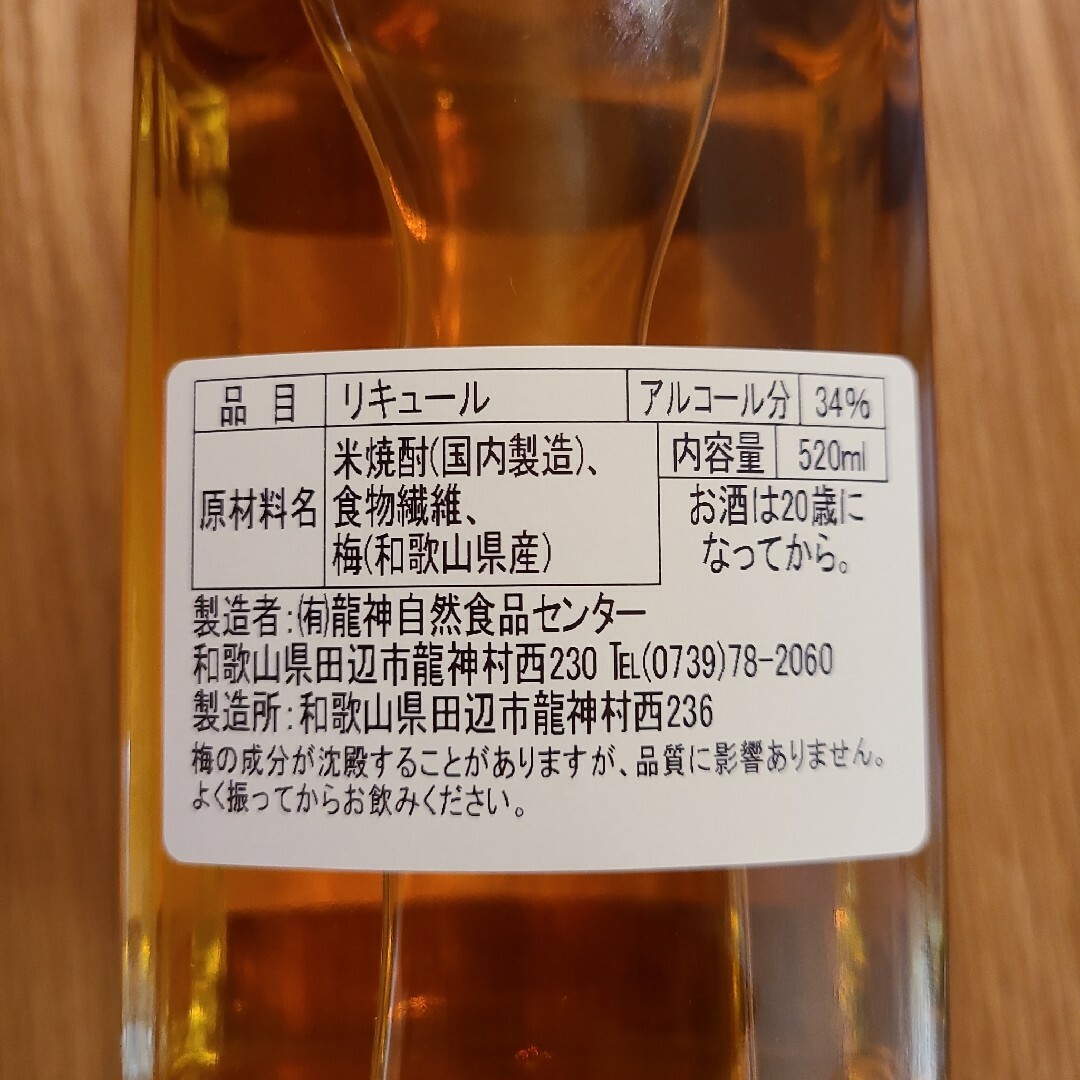 品目 リキュール アルコール分 34%
原材料名 米焼酎(国内製造)、
食物繊維、
梅(和歌山県産)
内容量 520ml
お酒は20歳に
なってから。
製造者:㈲龍神自然食品センター
和歌山県田辺市龍神村西230 ℡(0739)78-2060
製造所:和歌山県田辺市龍神村西236
梅の成分が沈殿することがありますが、品質に影響ありません。
よく振ってからお飲みください。